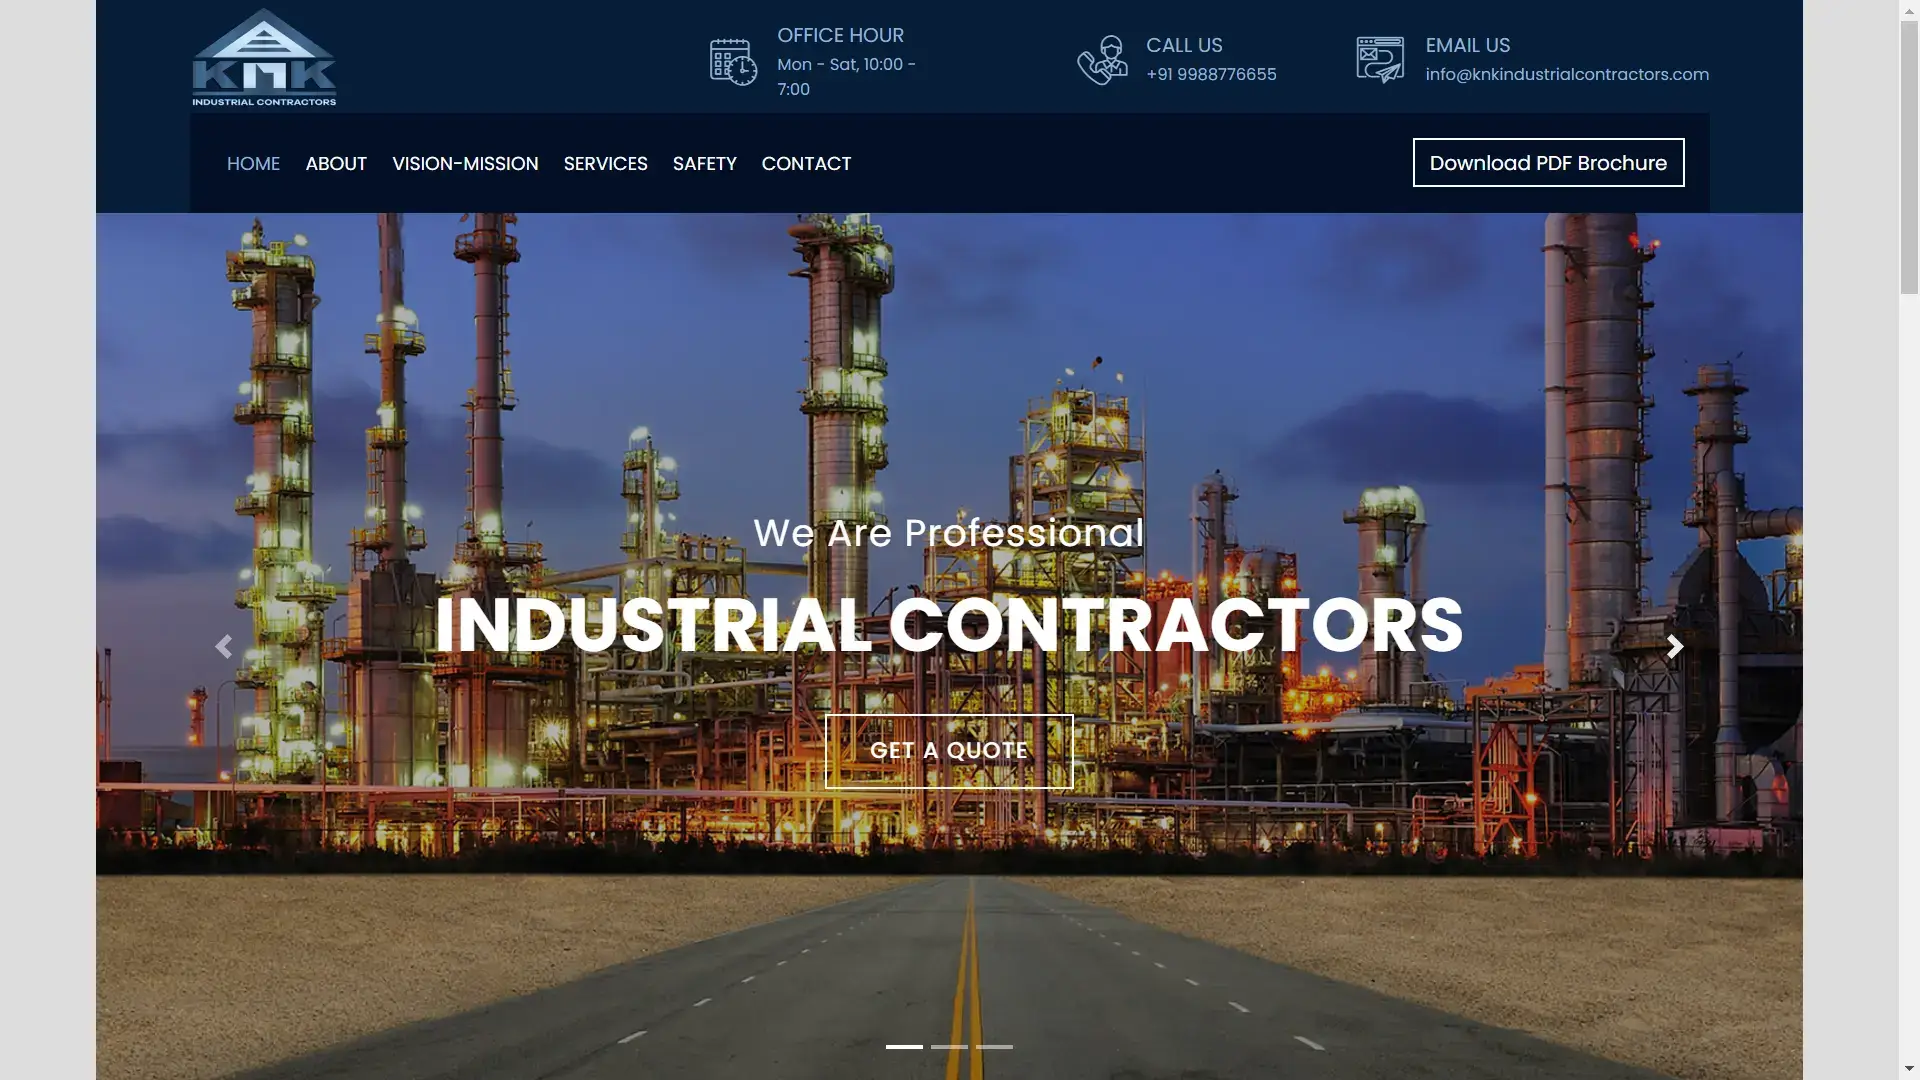 KNK
INDUSTRIAL CONTRACTORS
OFFICE HOUR
Mon - Sat, 10:00 -
7:00
CALL US
+91 9988776655
EMAIL US
info@knkindustrialcontractors.com
HOME
ABOUT
VISION-MISSION
SERVICES
SAFETY
CONTACT
Download PDF Brochure
We Are Professional
INDUSTRIAL CONTRACTORS
GET A QUOTE